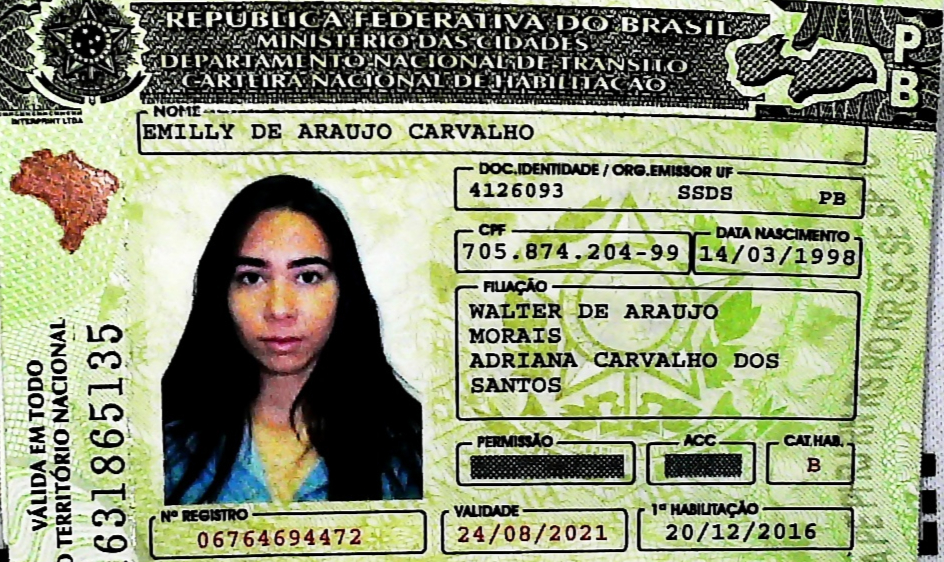 REPÚBLICA FEDERATIVA DO BRASIL
MINISTÉRIO DAS CIDADES
DEPARTAMENTO NACIONAL DE TRÂNSITO
CARTEIRA NACIONAL DE HABILITAÇÃO
PB
INTERPRINT LTDA
NOME
EMILLY DE ARAUJO CARVALHO
DOC. IDENTIDADE / ORG. EMISSOR UF
4126093 SSDS PB
CPF DATA NASCIMENTO
705.874.204-99 14/03/1998
FILIAÇÃO
WALTER DE ARAUJO
MORAIS
ADRIANA CARVALHO DOS
SANTOS
PERMISSÃO ACC CAT. HAB.
B
Nº REGISTRO VALIDADE 1ª HABILITAÇÃO
06764694472 24/08/2021 20/12/2016
VÁLIDA EM TODO
O TERRITÓRIO NACIONAL
631865135